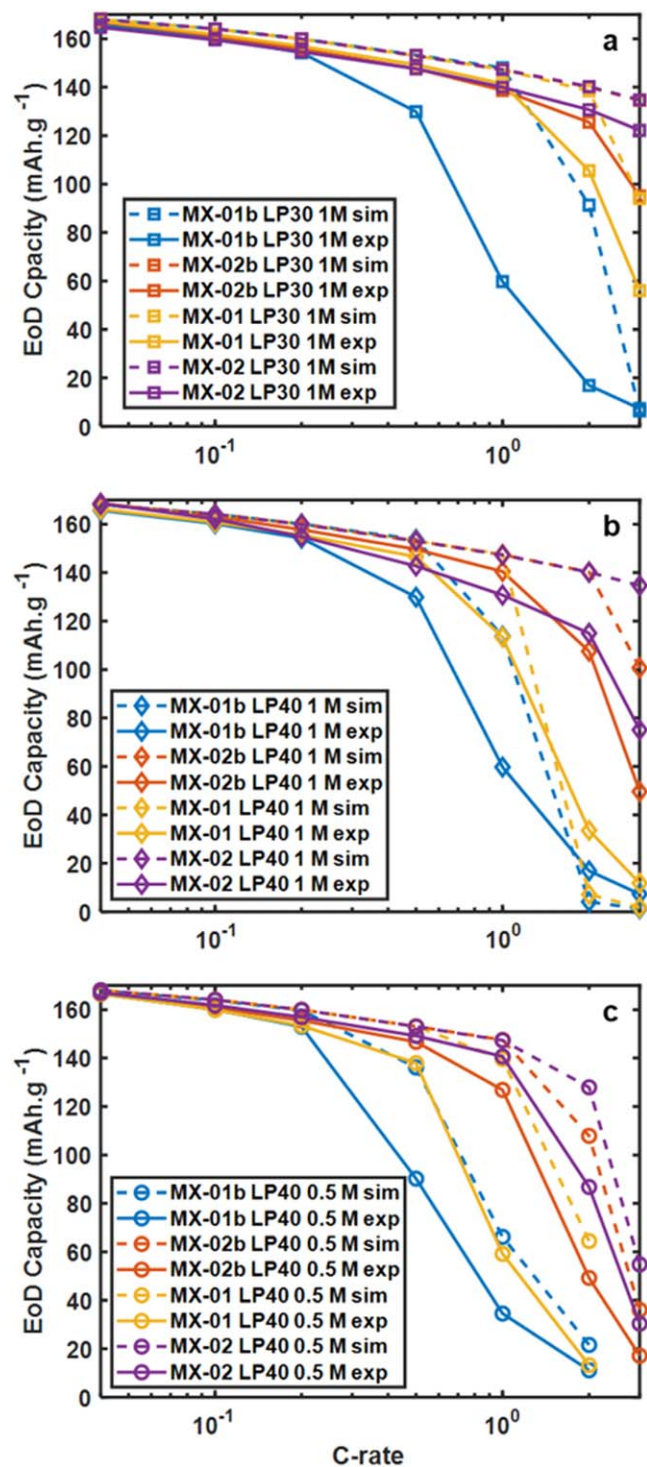 a
EoD Cpacity (mAh.g⁻¹)
160
140
120
100
80
60
40
20
0
MX-01b LP30 1M sim
MX-01b LP30 1M exp
MX-02b LP30 1M sim
MX-02b LP30 1M exp
MX-01 LP30 1M sim
MX-01 LP30 1M exp
MX-02 LP30 1M sim
MX-02 LP30 1M exp
10⁻¹
10⁰
b
EoD Capacity (mAh.g⁻¹)
160
140
120
100
80
60
40
20
0
MX-01b LP40 1 M sim
MX-01b LP40 1 M exp
MX-02b LP40 1 M sim
MX-02b LP40 1 M exp
MX-01 LP40 1 M sim
MX-01 LP40 1 M exp
MX-02 LP40 1 M sim
MX-02 LP40 1 M exp
10⁻¹
10⁰
c
EoD Capacity (mAh.g⁻¹)
160
140
120
100
80
60
40
20
0
MX-01b LP40 0.5 M sim
MX-01b LP40 0.5 M exp
MX-02b LP40 0.5 M sim
MX-02b LP40 0.5 M exp
MX-01 LP40 0.5 M sim
MX-01 LP40 0.5 M exp
MX-02 LP40 0.5 M sim
MX-02 LP40 0.5 M exp
10⁻¹
10⁰
C-rate